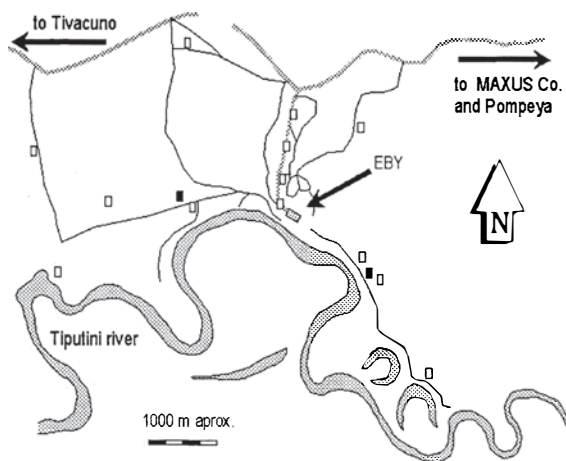 to Tivacuno
to MAXUS Co.
and Pompeya
EBY
N
Tiputini river
1000 m aprox.